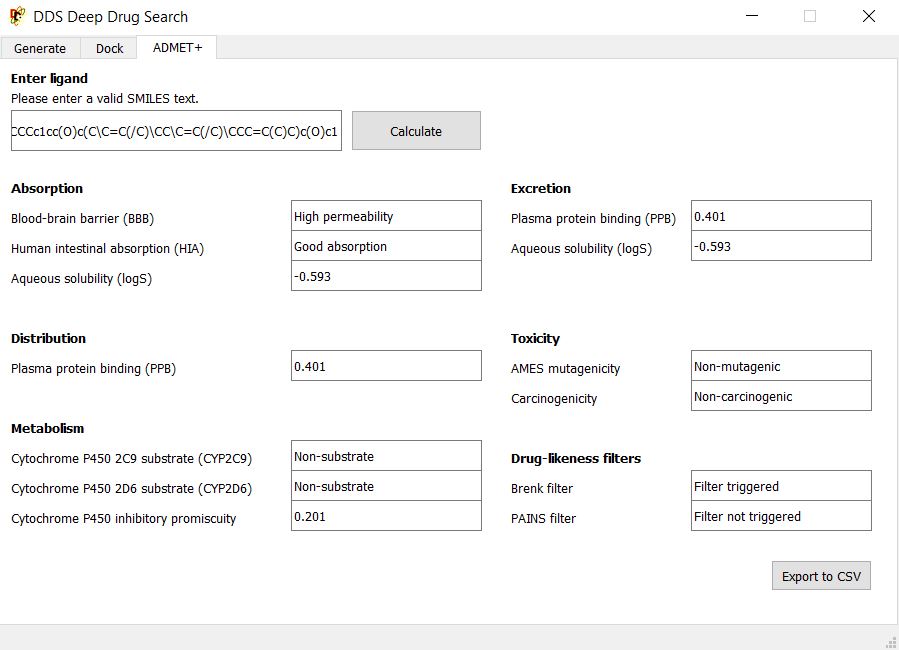 DDS Deep Drug Search
Generate Dock ADMET+
Enter ligand
Please enter a valid SMILES text.
CCCc1cc(O)c(C\C=C(/C)\CC\C=C(/C)\CCC=C(C)C)c(O)c1 Calculate
Absorption
Blood-brain barrier (BBB) High permeability
Human intestinal absorption (HIA) Good absorption
Aqueous solubility (logS) -0.593
Excretion
Plasma protein binding (PPB) 0.401
Aqueous solubility (logS) -0.593
Distribution
Plasma protein binding (PPB) 0.401
Toxicity
AMES mutagenicity Non-mutagenic
Carcinogenicity Non-carcinogenic
Metabolism
Cytochrome P450 2C9 substrate (CYP2C9) Non-substrate
Cytochrome P450 2D6 substrate (CYP2D6) Non-substrate
Cytochrome P450 inhibitory promiscuity 0.201
Drug-likeness filters
Brenk filter Filter triggered
PAINS filter Filter not triggered
Export to CSV